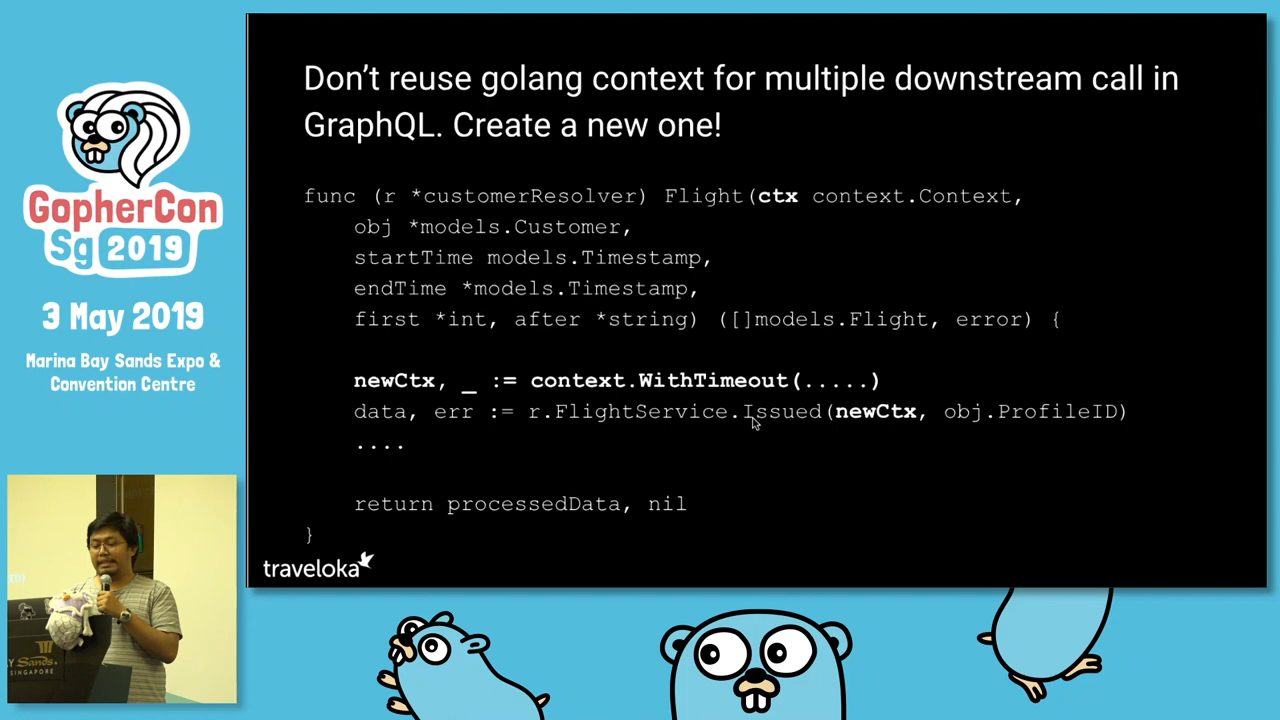 GopherCon
Sg 2019
3 May 2019
Marina Bay Sands Expo &
Convention Centre
Don't reuse golang context for multiple downstream call in
GraphQL. Create a new one!
func (r *customerResolver) Flight(ctx context.Context,
obj *models.Customer,
startTime models.Timestamp,
endTime *models.Timestamp,
first *int, after *string) ([]models.Flight, error) {
newCtx, _ := context.WithTimeout(.....)
data, err := r.FlightService.Issued(newCtx, obj.ProfileID)
....
return processedData, nil
}
traveloka
Sands
SINGAPORE